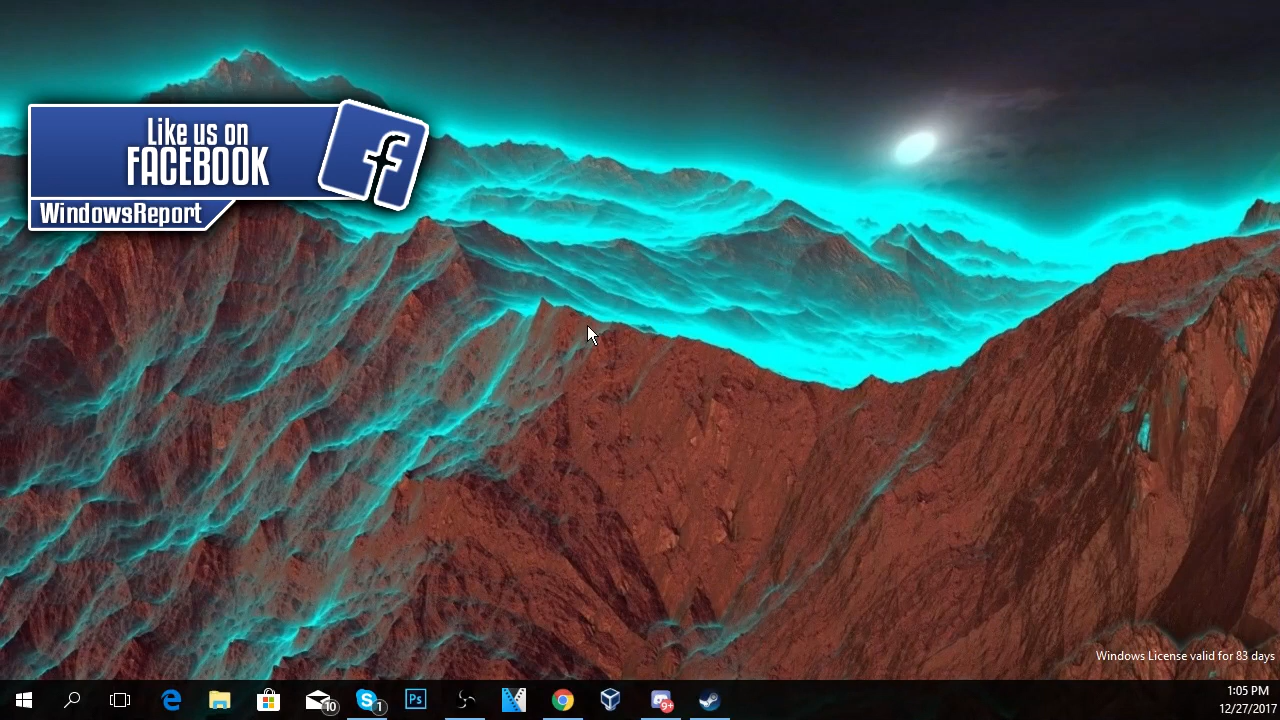 Like us on
FACEBOOK
f
WindowsReport
Windows License valid for 83 days
10
1
Ps
9+
1:05 PM
12/27/2017